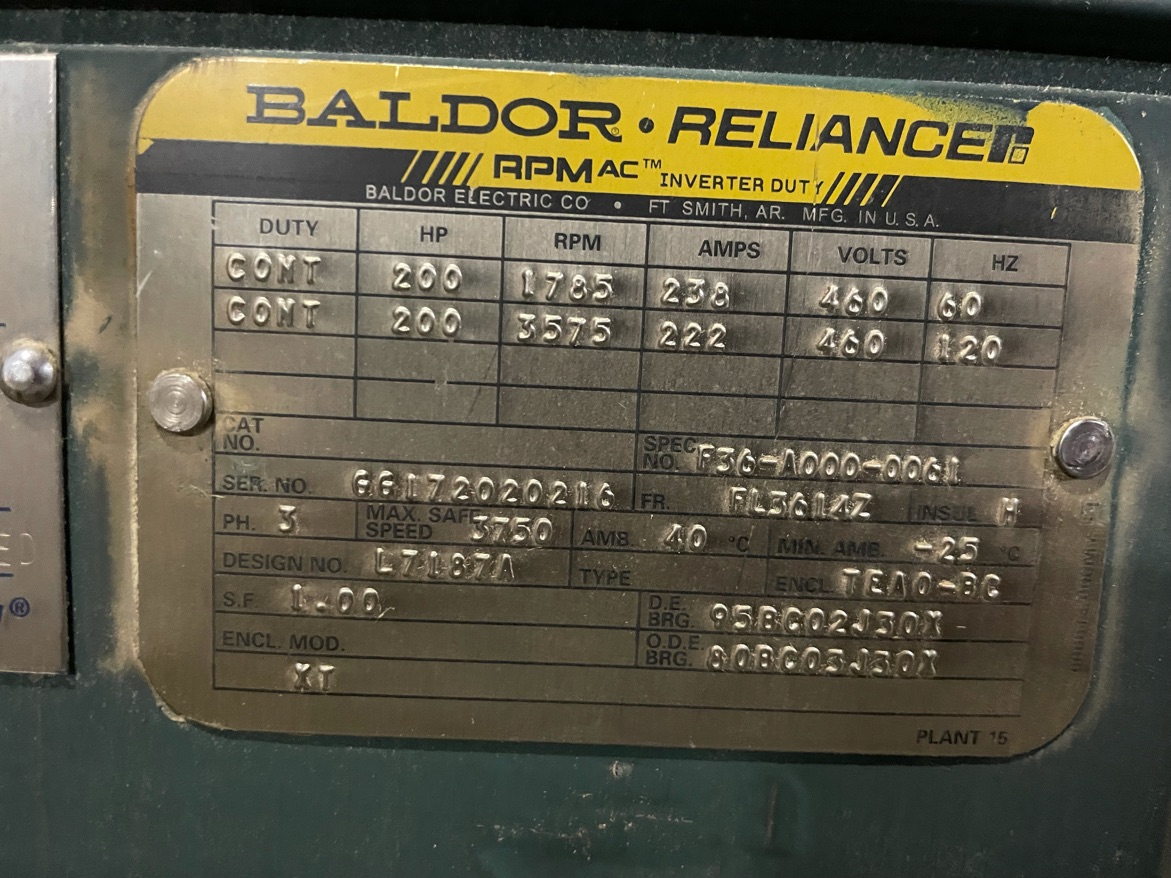 BALDOR® • RELIANCE
RPM AC™ INVERTER DUTY
BALDOR ELECTRIC CO • FT SMITH, AR. MFG. IN U.S.A.
DUTY HP RPM AMPS VOLTS HZ
CONT 200 1785 238 460 60
CONT 200 3575 222 460 120
CAT NO. SPEC NO. F36-A000-0061
SER. NO. GG172020216 FR. FL3614Z INSUL H
PH. 3 MAX. SAFE SPEED 3750 AMB. 40 °C MIN. AMB. -25 °C
DESIGN NO. L7187A TYPE ENCL TEAO-BC
S.F. 1.00 D.E. BRG. 95BC02J30X
ENCL. MOD. O.D.E. BRG. 80BC03J30X
XT
PLANT 15